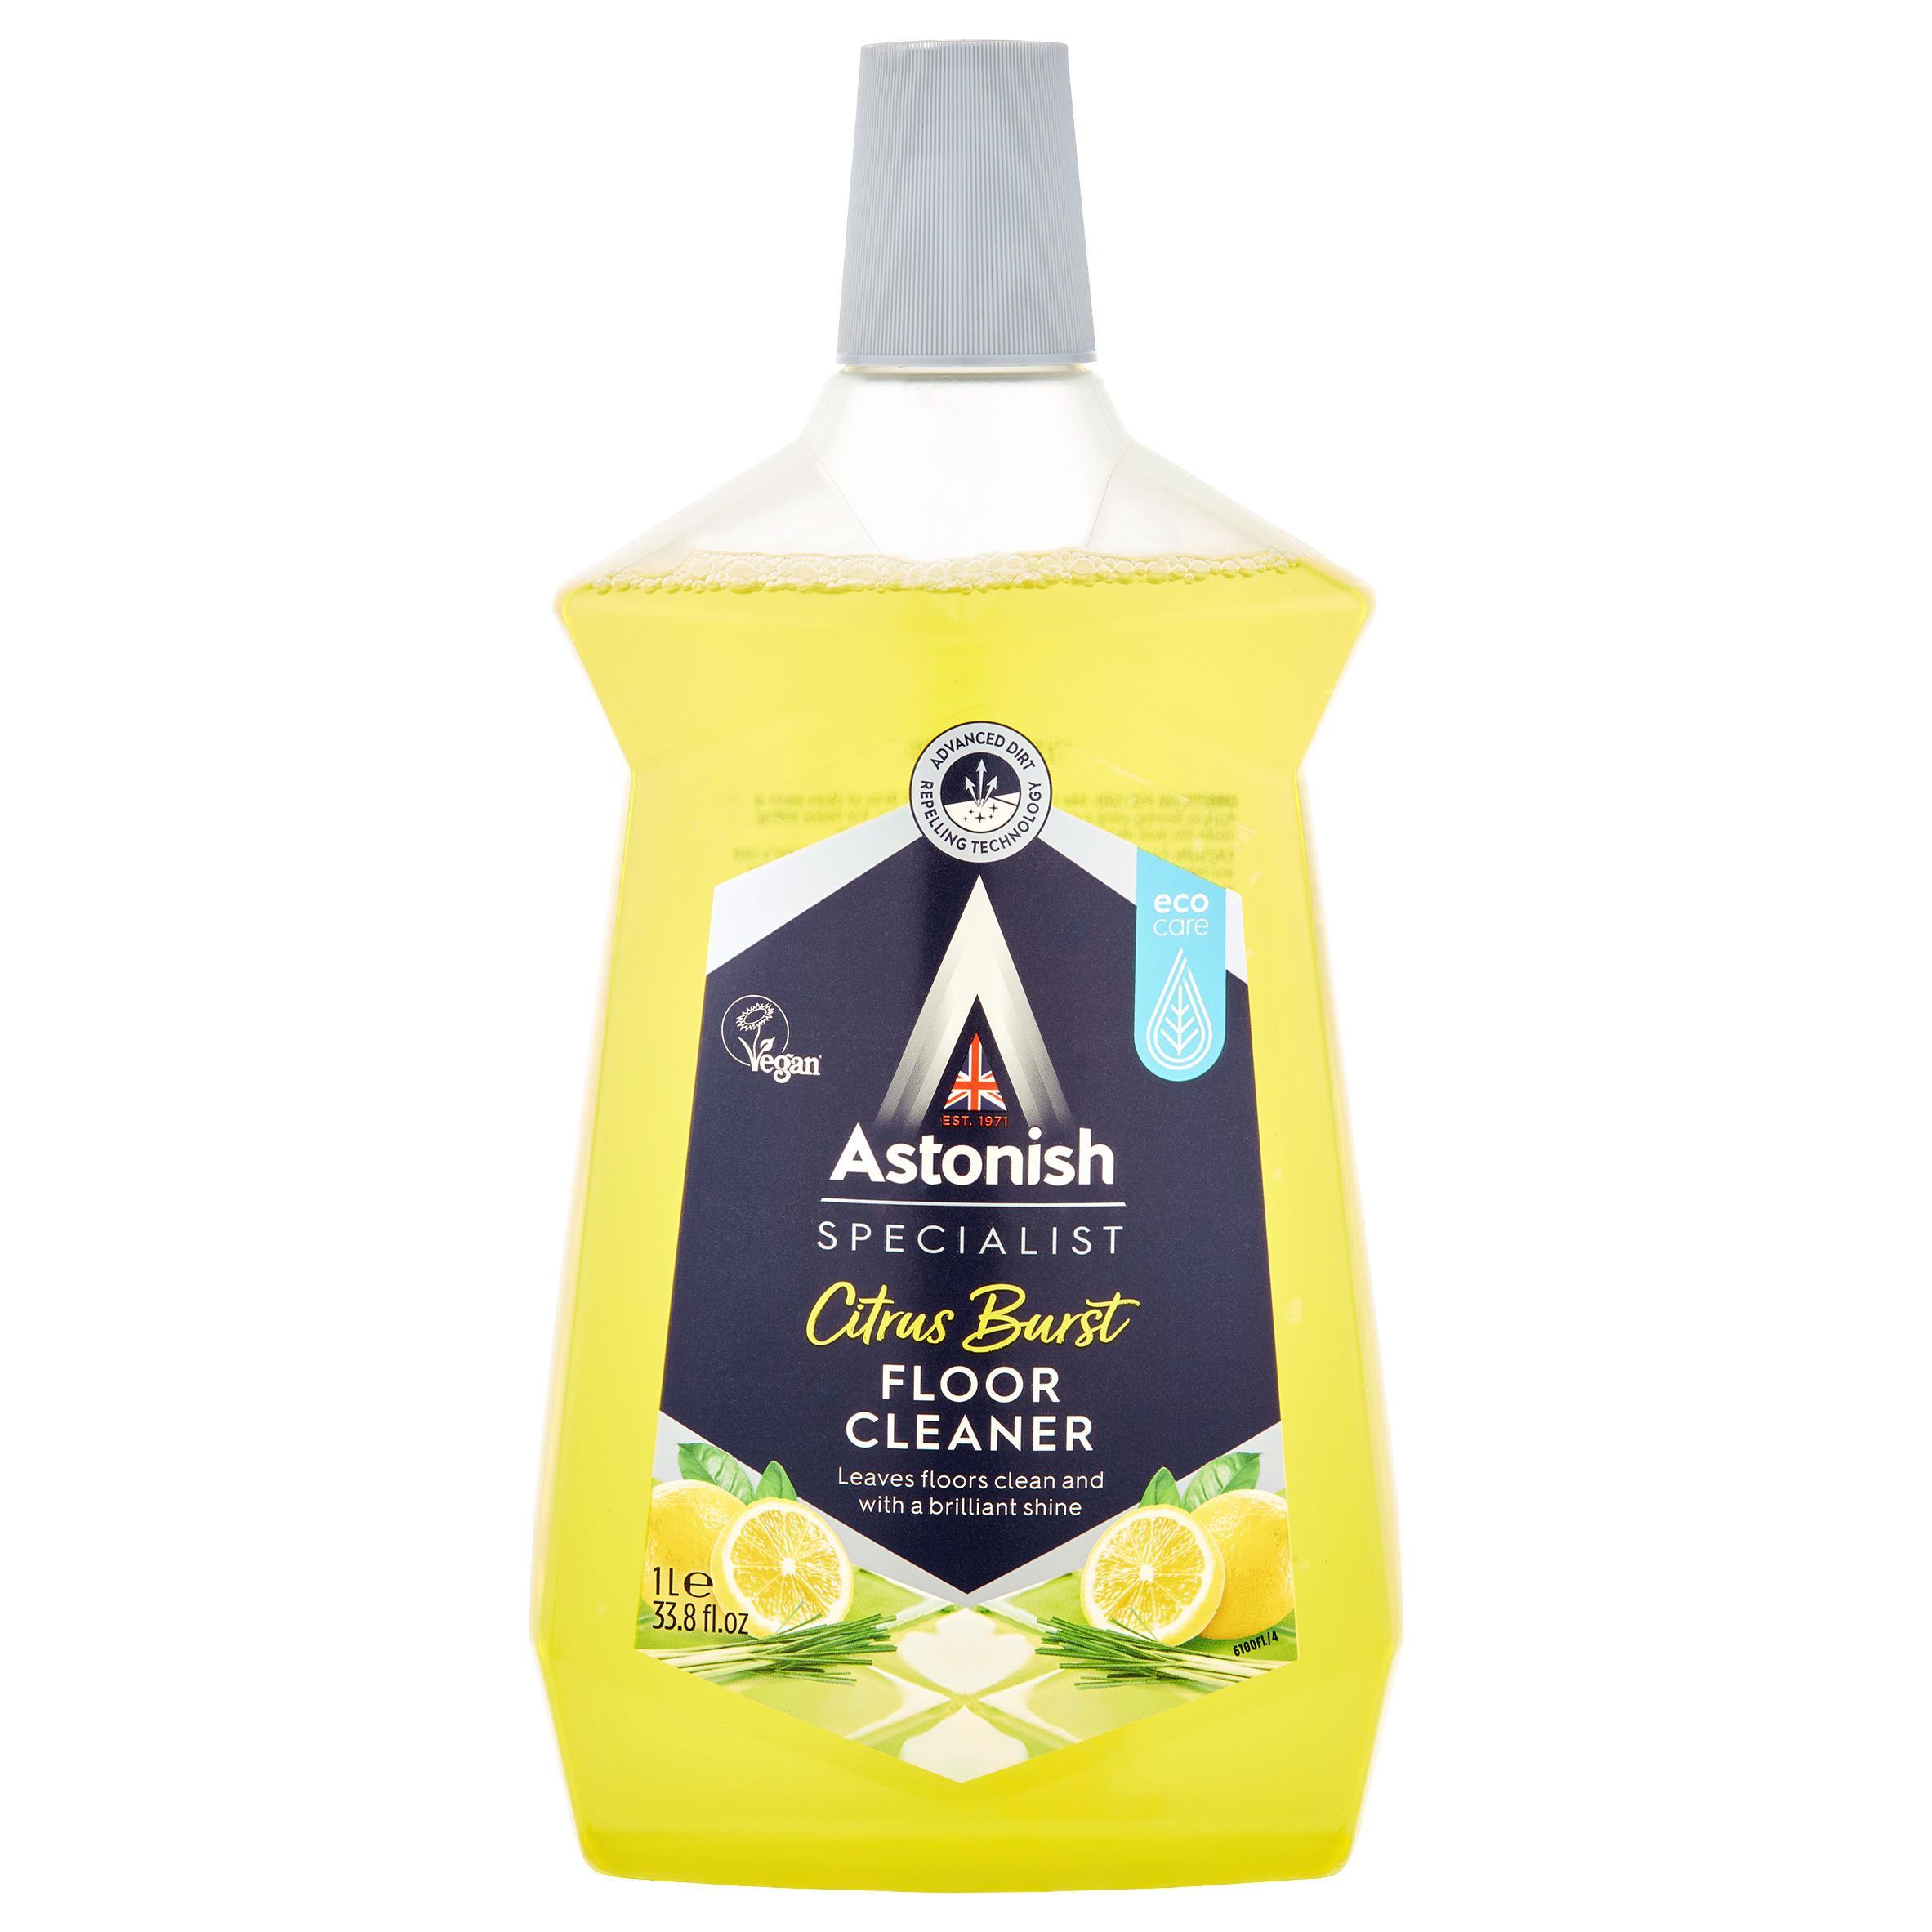 ADVANCED DIRT
REPELLING TECHNOLOGY
eco
care
Vegan
EST. 1971
Astonish
SPECIALIST
Citrus Burst
FLOOR
CLEANER
Leaves floors clean and
with a brilliant shine
1L℮
33.8 fl.oz
6100FL/4